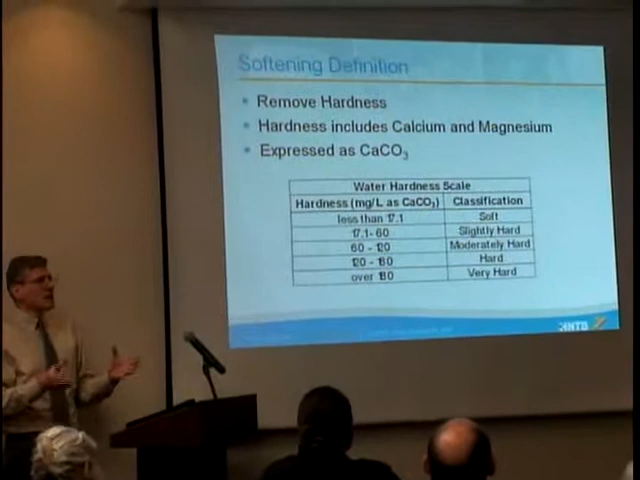 Softening Definition
Remove Hardness
Hardness includes Calcium and Magnesium
Expressed as CaCO3
Water Hardness Scale
Hardness (mg/L as CaCO3) Classification
less than 17.1 Soft
17.1-60 Slightly Hard
60 - 120 Moderately Hard
120 - 180 Hard
over 180 Very Hard
HNTB